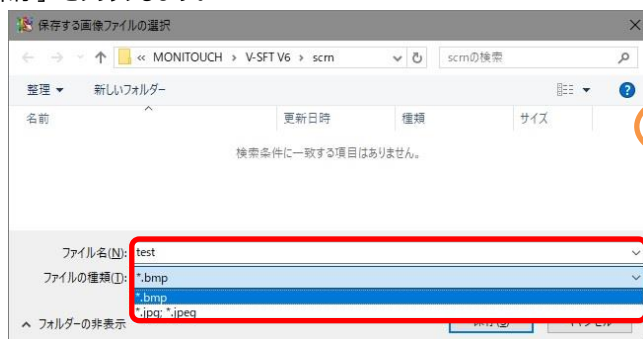 保存する画像ファイルの選択
« MONITOUCH › V-SFT V6 › scrn
scrnの検索
整理 新しいフォルダー
名前 更新日時 種類 サイズ
検索条件に一致する項目はありません。
ファイル名(N): test
ファイルの種類(T): *.bmp
*.bmp
*.jpg; *.jpeg
フォルダーの非表示